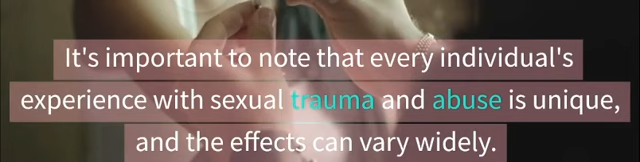 It's important to note that every individual's
experience with sexual trauma and abuse is unique,
and the effects can vary widely.